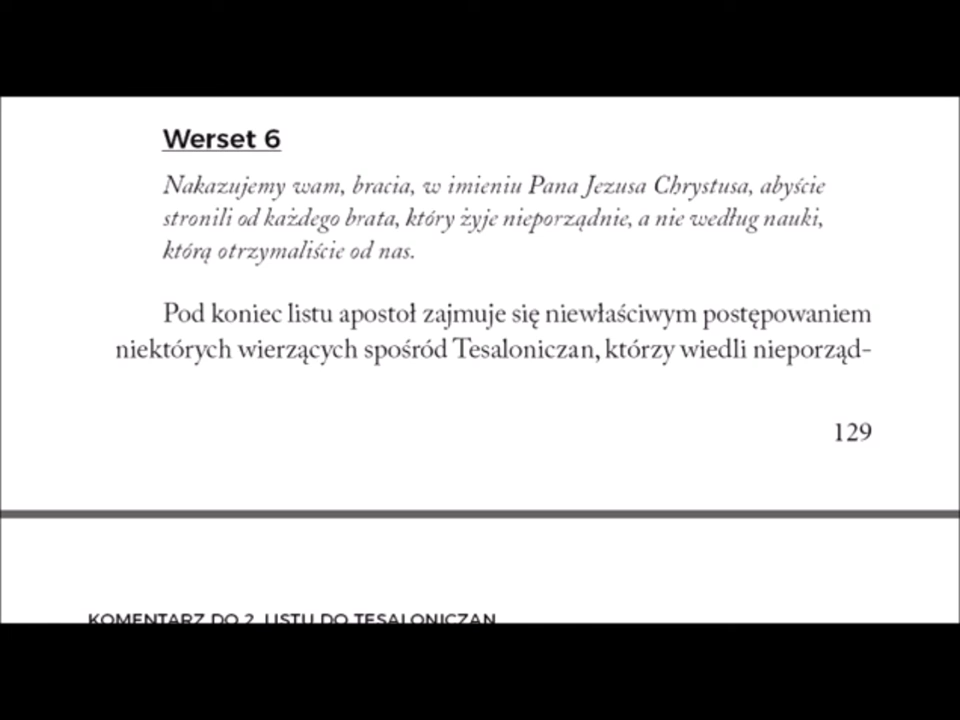 Werset 6
Nakazujemy wam, bracia, w imieniu Pana Jezusa Chrystusa, abyście
stronili od każdego brata, który żyje nieporządnie, a nie według nauki,
którą otrzymaliście od nas.
Pod koniec listu apostoł zajmuje się niewłaściwym postępowaniem
niektórych wierzących spośród Tesaloniczan, którzy wiedli nieporząd-
129
KOMENTARZ DO 2. LISTU DO TESALONICZAN